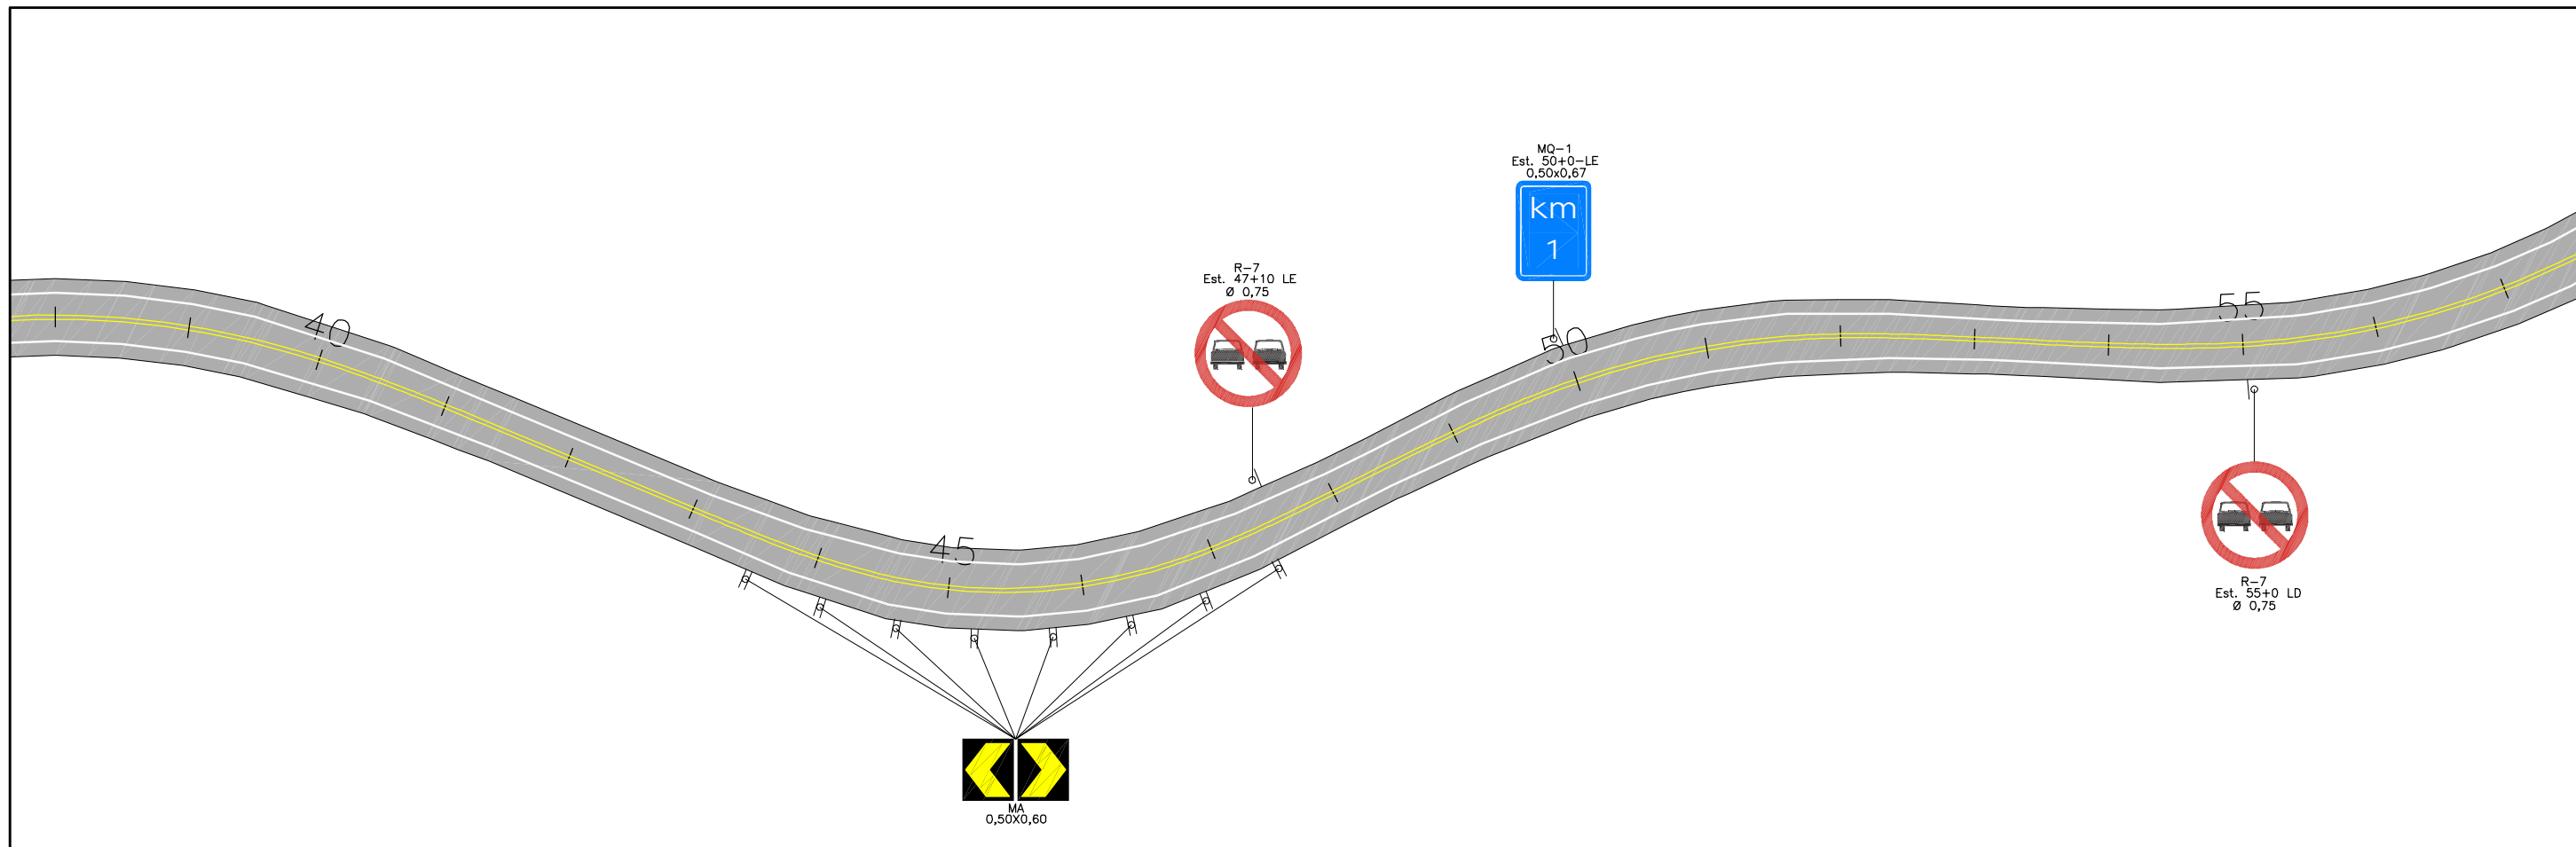 MQ-1
Est. 50+0-LE
0,50x0,67
km
1
R-7
Est. 47+10 LE
Ø 0,75
40
45
50
55
R-7
Est. 55+0 LD
Ø 0,75
MA
0,50X0,60